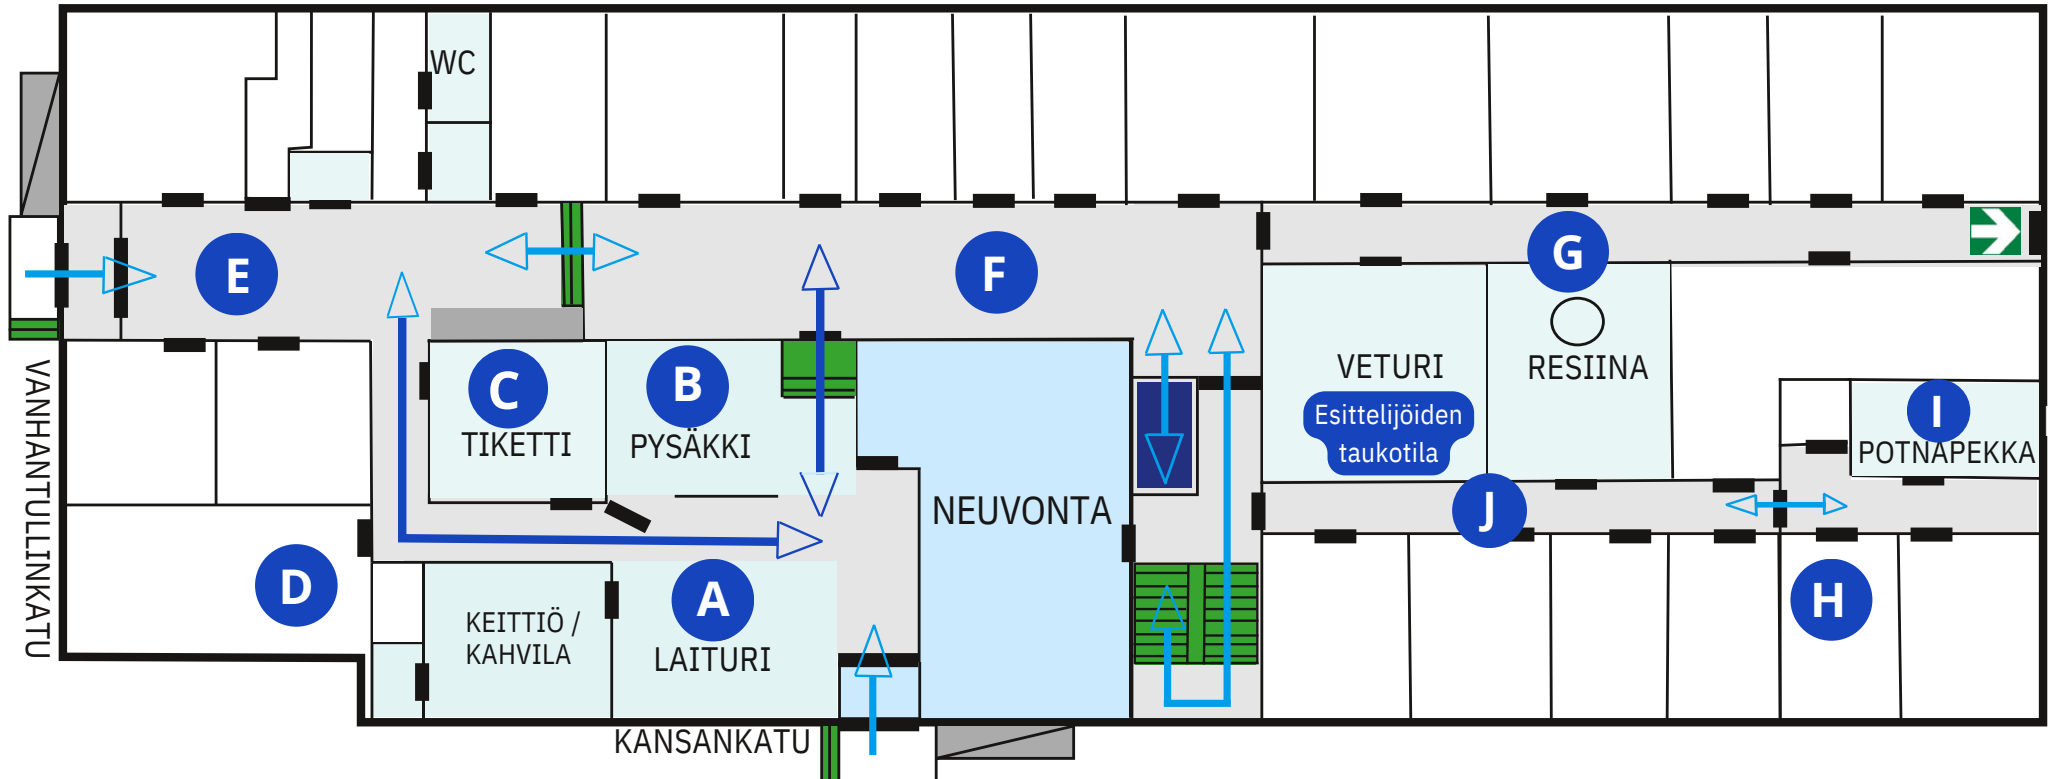 WC
E
F
G
C
TIKETTI
B
PYSÄKKI
VETURI
Esittelijöiden
taukotila
RESIINA
I
POTNAPEKKA
NEUVONTA
J
VANHANTULLINKATU
D
KEITTIÖ /
KAHVILA
A
LAITURI
H
KANSANKATU